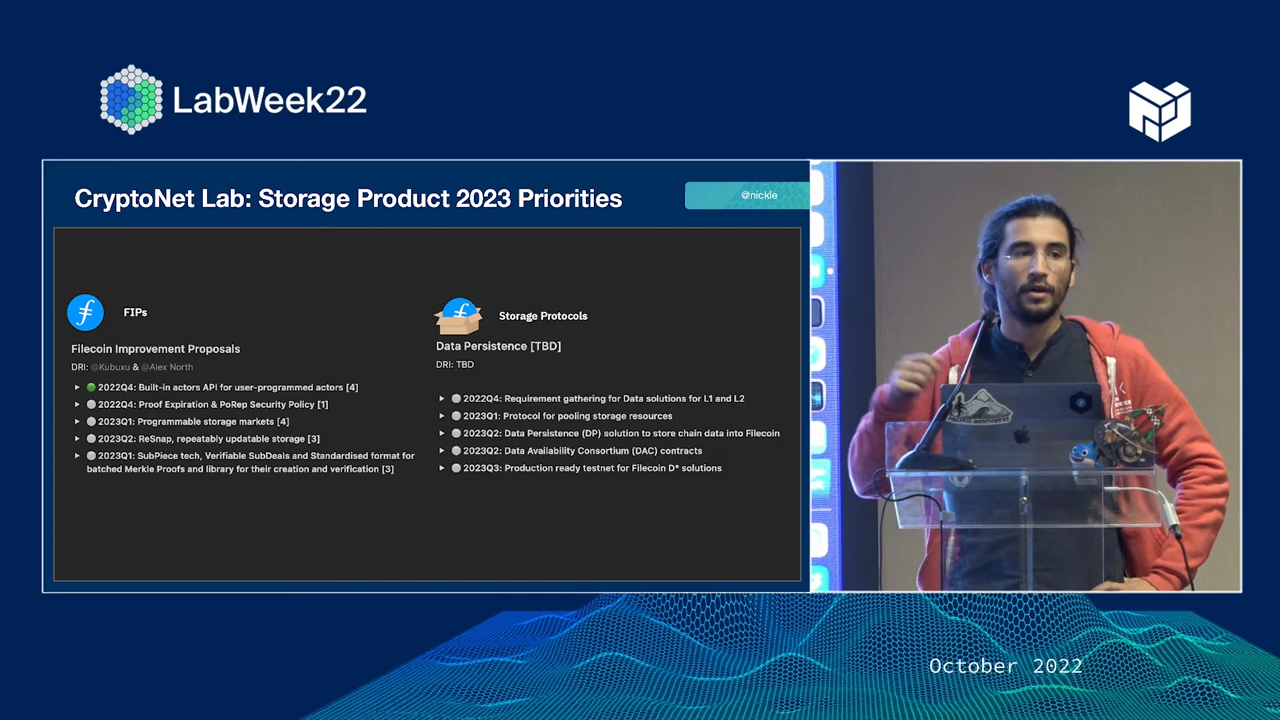 LabWeek22
CryptoNet Lab: Storage Product 2023 Priorities
@nickle
FIPs
Filecoin Improvement Proposals
DRI: @Kubuxu & @Alex North
2022Q4: Built-in actors API for user-programmed actors [4]
2022Q4: Proof Expiration & PoRep Security Policy [1]
2023Q1: Programmable storage markets [4]
2023Q2: ReSnap, repeatably updatable storage [3]
2023Q1: SubPiece tech, Verifiable SubDeals and Standardised format for
batched Merkle Proofs and library for their creation and verification [3]
Storage Protocols
Data Persistence [TBD]
DRI: TBD
2022Q4: Requirement gathering for Data solutions for L1 and L2
2023Q1: Protocol for pooling storage resources
2023Q2: Data Persistence (DP) solution to store chain data into Filecoin
2023Q2: Data Availability Consortium (DAC) contracts
2023Q3: Production ready testnet for Filecoin D* solutions
October 2022